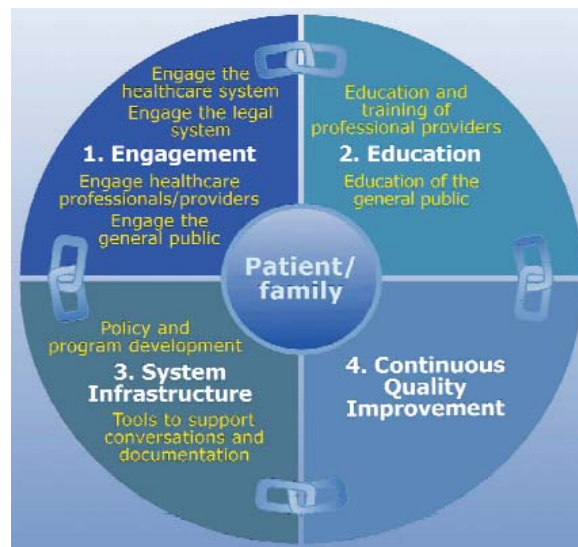 Engage the
healthcare system
Engage the legal
system
1. Engagement
Engage healthcare
professionals/providers
Engage the
general public
Education and
training of
professional providers
2. Education
Education of the
general public
Patient/
family
Policy and
program development
3. System
Infrastructure
Tools to support
conversations and
documentation
4. Continuous
Quality
Improvement